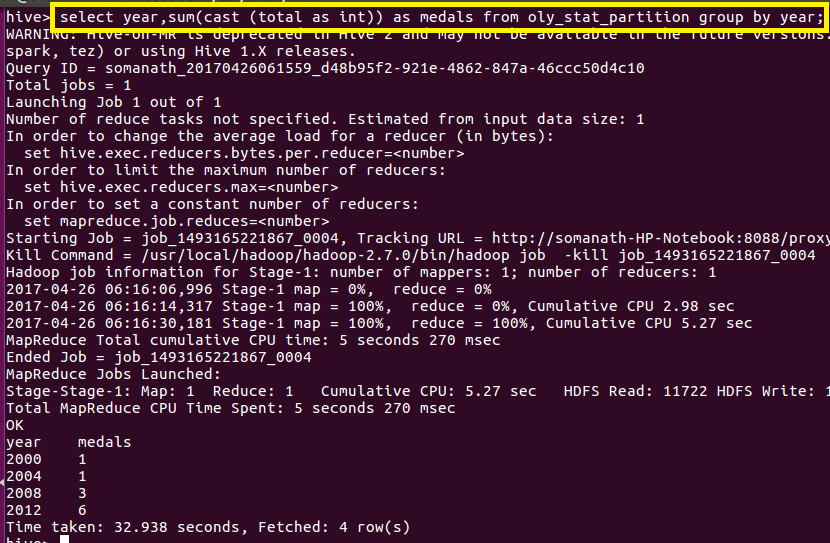 hive> select year,sum(cast (total as int)) as medals from oly_stat_partition group by year;
WARNING: Hive-on-MR is deprecated in Hive 2 and may not be available in the future versions.
spark, tez) or using Hive 1.X releases.
Query ID = somanath_20170426061559_d48b95f2-921e-4862-847a-46ccc50d4c10
Total jobs = 1
Launching Job 1 out of 1
Number of reduce tasks not specified. Estimated from input data size: 1
In order to change the average load for a reducer (in bytes):
  set hive.exec.reducers.bytes.per.reducer=<number>
In order to limit the maximum number of reducers:
  set hive.exec.reducers.max=<number>
In order to set a constant number of reducers:
  set mapreduce.job.reduces=<number>
Starting Job = job_1493165221867_0004, Tracking URL = http://somanath-HP-Notebook:8088/proxy
Kill Command = /usr/local/hadoop/hadoop-2.7.0/bin/hadoop job  -kill job_1493165221867_0004
Hadoop job information for Stage-1: number of mappers: 1; number of reducers: 1
2017-04-26 06:16:06,996 Stage-1 map = 0%,  reduce = 0%
2017-04-26 06:16:14,317 Stage-1 map = 100%,  reduce = 0%, Cumulative CPU 2.98 sec
2017-04-26 06:16:30,181 Stage-1 map = 100%,  reduce = 100%, Cumulative CPU 5.27 sec
MapReduce Total cumulative CPU time: 5 seconds 270 msec
Ended Job = job_1493165221867_0004
MapReduce Jobs Launched:
Stage-Stage-1: Map: 1  Reduce: 1   Cumulative CPU: 5.27 sec   HDFS Read: 11722 HDFS Write: 1
Total MapReduce CPU Time Spent: 5 seconds 270 msec
OK
year    medals
2000    1
2004    1
2008    3
2012    6
Time taken: 32.938 seconds, Fetched: 4 row(s)
hive>